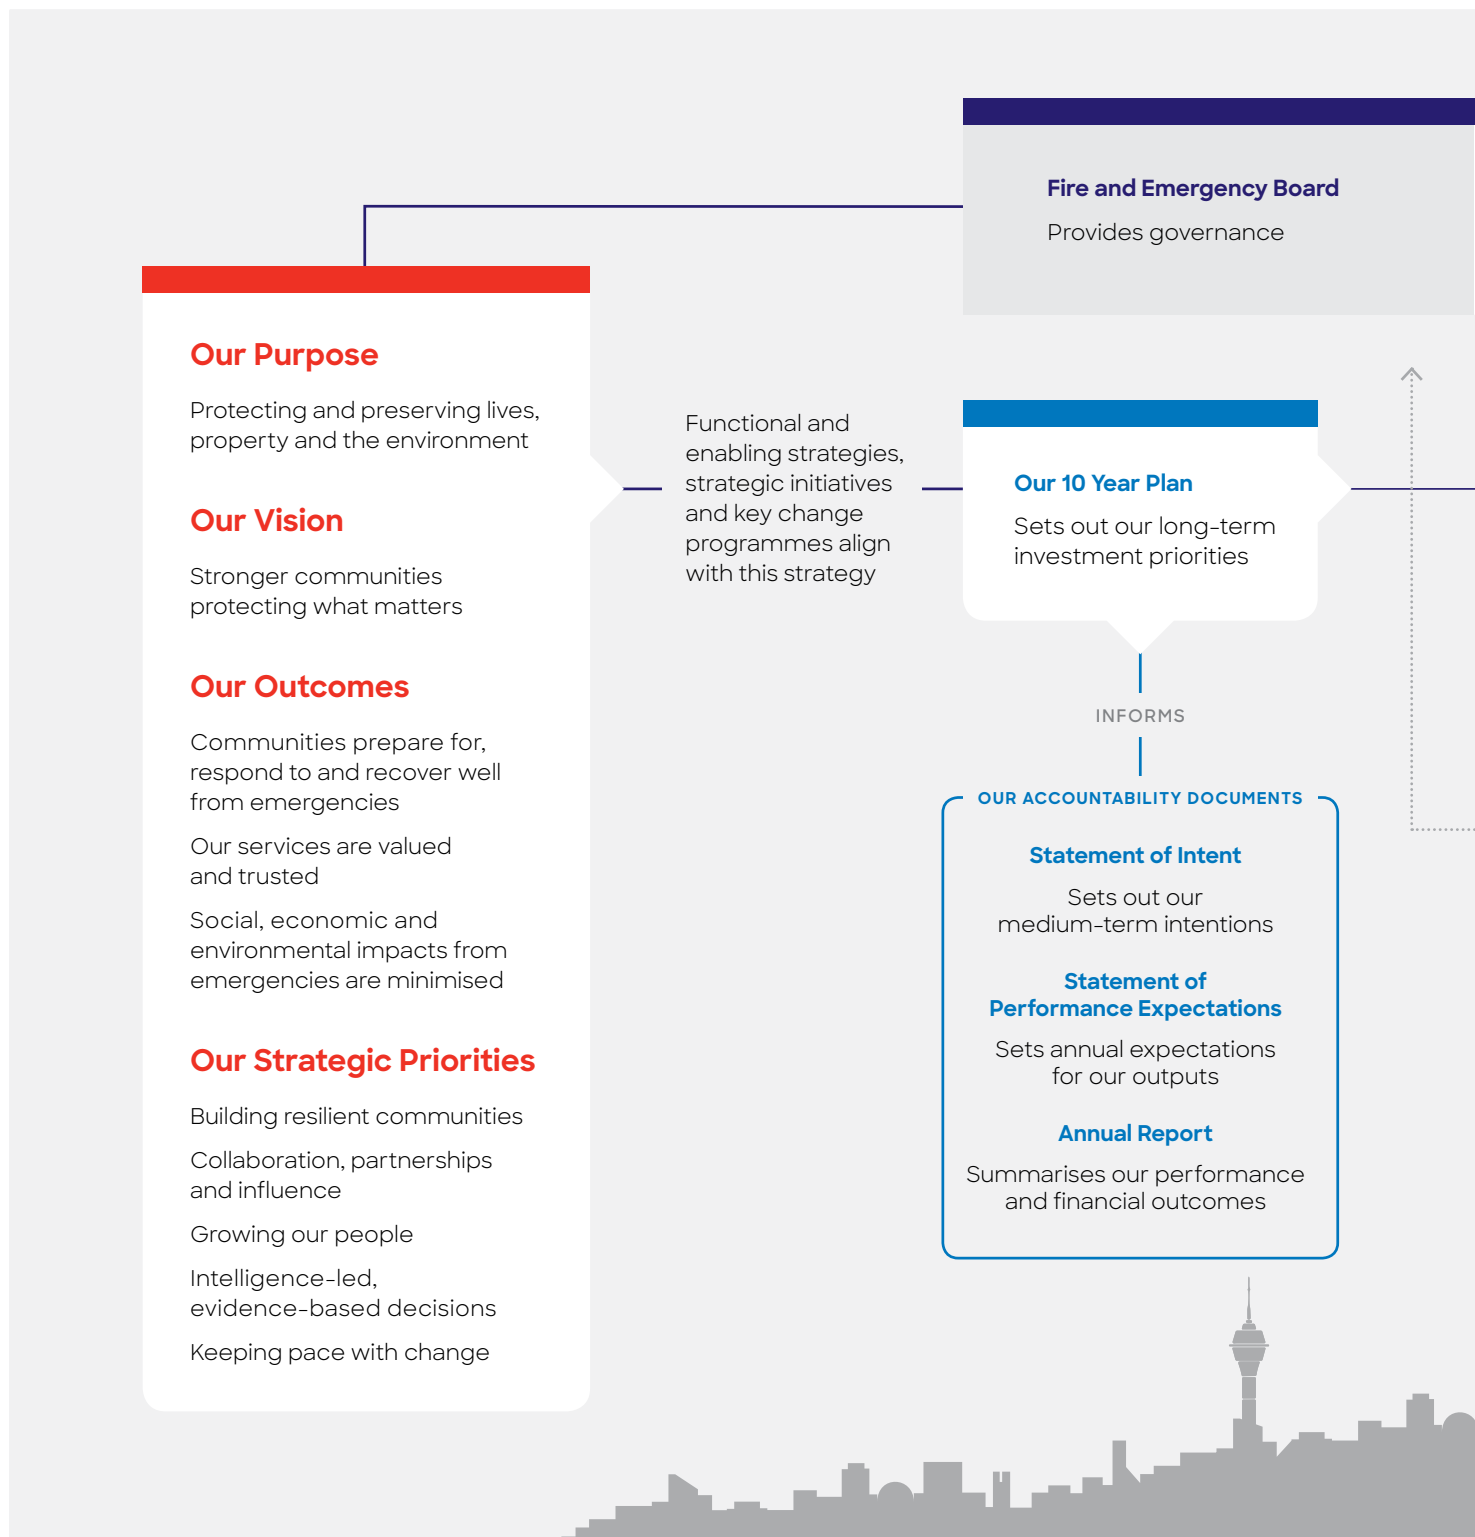 Fire and Emergency Board
Provides governance
Our Purpose
Protecting and preserving lives,
property and the environment
Our Vision
Stronger communities
protecting what matters
Our Outcomes
Communities prepare for,
respond to and recover well
from emergencies
Our services are valued
and trusted
Social, economic and
environmental impacts from
emergencies are minimised
Our Strategic Priorities
Building resilient communities
Collaboration, partnerships
and influence
Growing our people
Intelligence-led,
evidence-based decisions
Keeping pace with change
Functional and
enabling strategies,
strategic initiatives
and key change
programmes align
with this strategy
Our 10 Year Plan
Sets out our long-term
investment priorities
INFORMS
OUR ACCOUNTABILITY DOCUMENTS
Statement of Intent
Sets out our
medium-term intentions
Statement of
Performance Expectations
Sets annual expectations
for our outputs
Annual Report
Summarises our performance
and financial outcomes